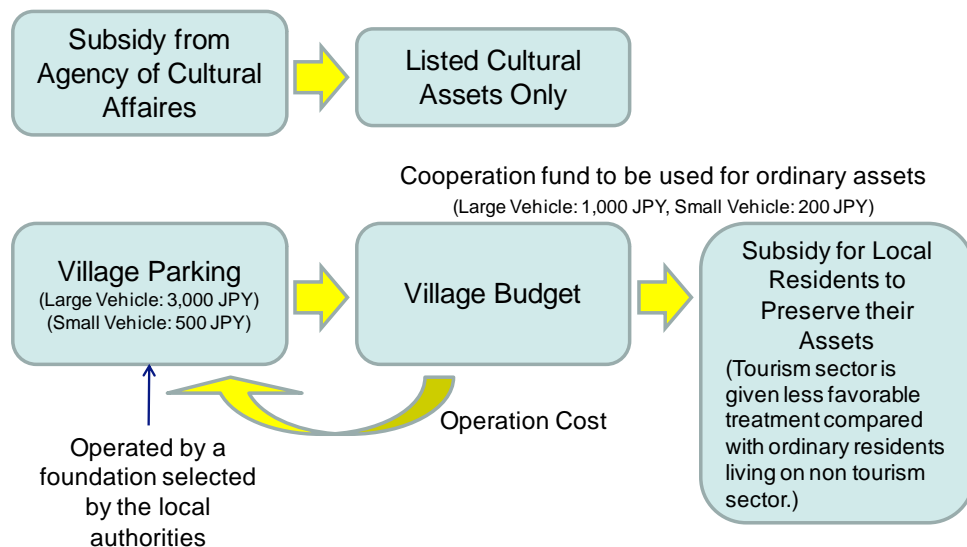 Subsidy from
Agency of Cultural
Affaires
Listed Cultural
Assets Only
Cooperation fund to be used for ordinary assets
(Large Vehicle: 1,000 JPY, Small Vehicle: 200 JPY)
Village Parking
(Large Vehicle: 3,000 JPY)
(Small Vehicle: 500 JPY)
Village Budget
Subsidy for Local
Residents to
Preserve their
Assets
(Tourism sector is
given less favorable
treatment compared
with ordinary residents
living on non tourism
sector.)
Operation Cost
Operated by a
foundation selected
by the local
authorities